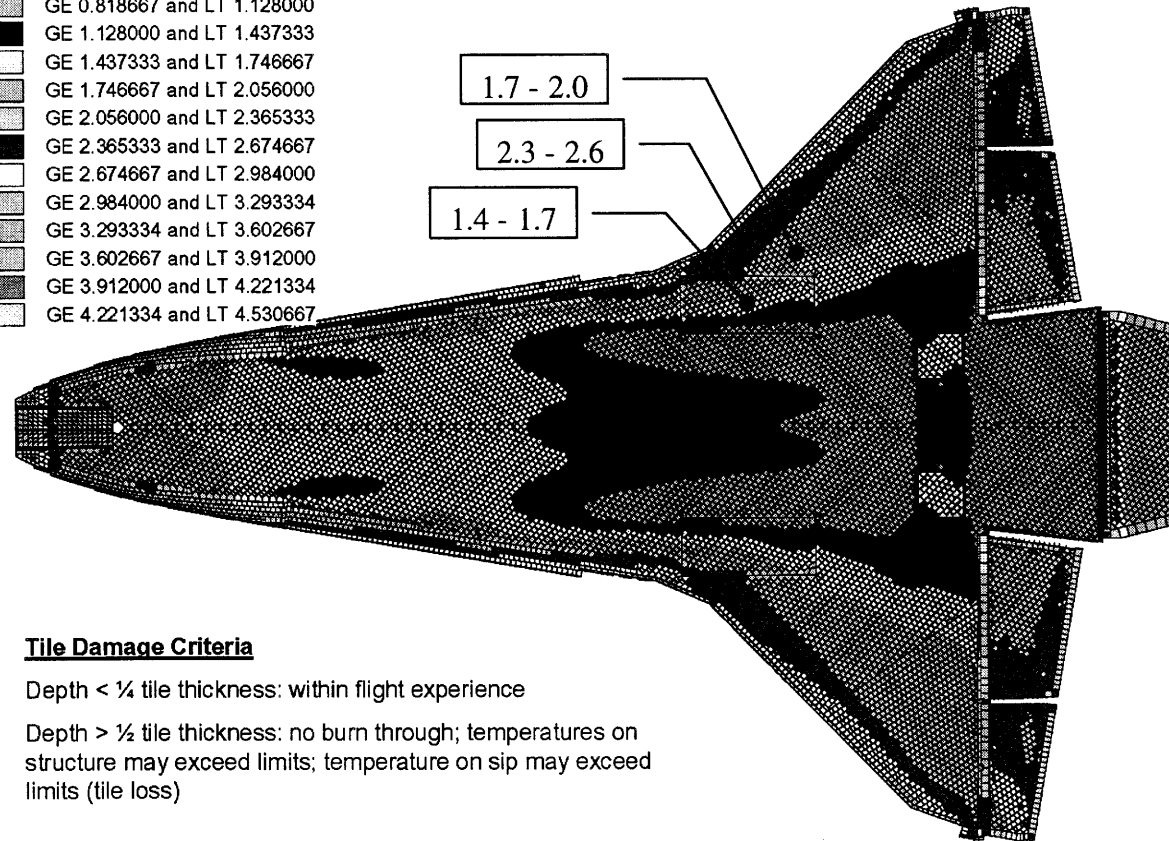 GE 0.818667 and LT 1.128000
GE 1.128000 and LT 1.437333
GE 1.437333 and LT 1.746667
GE 1.746667 and LT 2.056000
GE 2.056000 and LT 2.365333
GE 2.365333 and LT 2.674667
GE 2.674667 and LT 2.984000
GE 2.984000 and LT 3.293334
GE 3.293334 and LT 3.602667
GE 3.602667 and LT 3.912000
GE 3.912000 and LT 4.221334
GE 4.221334 and LT 4.530667
1.7 - 2.0
2.3 - 2.6
1.4 - 1.7
Tile Damage Criteria
Depth < ¼ tile thickness: within flight experience
Depth > ½ tile thickness: no burn through; temperatures on
structure may exceed limits; temperature on sip may exceed
limits (tile loss)